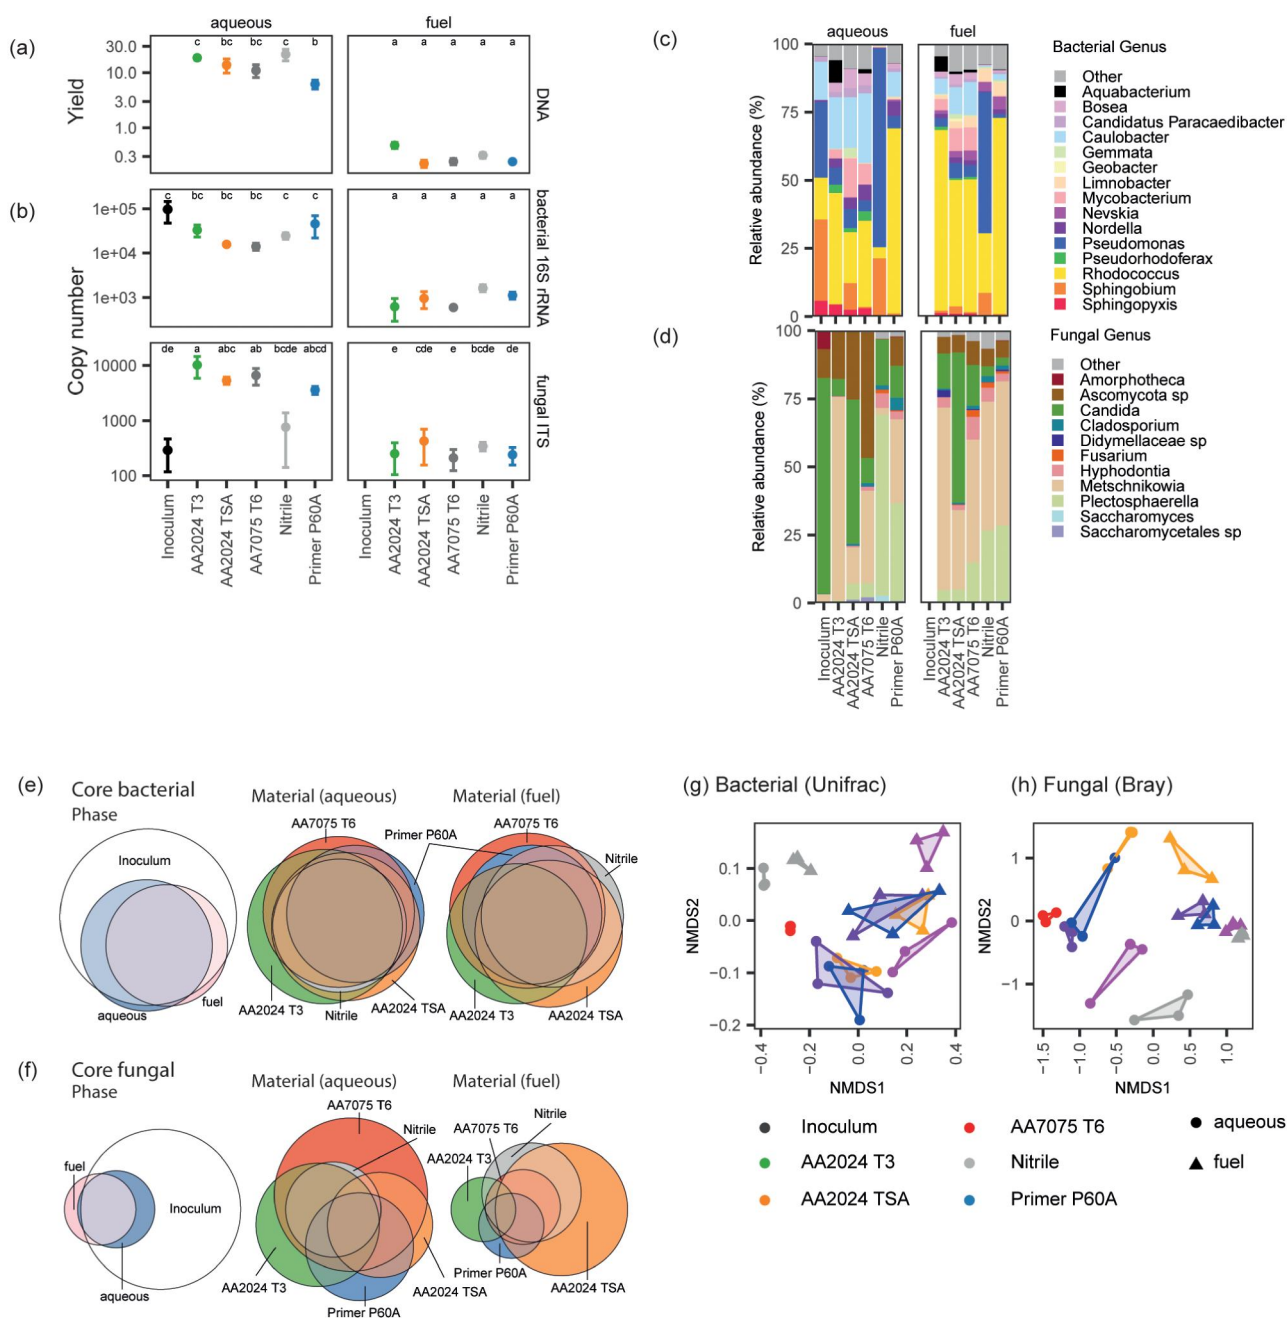 (a)
aqueous
fuel
Yield
30.0
10.0
3.0
1.0
0.3
c bc bc c b
a a a a a
DNA
(b)
Copy number
1e+05
1e+04
1e+03
c bc bc bc c c
a a a a a
bacterial 16S rRNA
10000
1000
100
de a abc ab bcde abcd
e cde e bcde de
fungal ITS
Inoculum
AA2024 T3
AA2024 TSA
AA7075 T6
Nitrile
Primer P60A
Inoculum
AA2024 T3
AA2024 TSA
AA7075 T6
Nitrile
Primer P60A
(c)
aqueous
fuel
Relative abundance (%)
100
75
50
25
0
Bacterial Genus
Other
Aquabacterium
Bosea
Candidatus Paracaedibacter
Caulobacter
Gemmata
Geobacter
Limnobacter
Mycobacterium
Nevskia
Nordella
Pseudomonas
Pseudorhodoferax
Rhodococcus
Sphingobium
Sphingopyxis
(d)
Relative abundance (%)
100
75
50
25
0
Fungal Genus
Other
Amorphotheca
Ascomycota sp
Candida
Cladosporium
Didymellaceae sp
Fusarium
Hyphodontia
Metschnikowia
Plectosphaerella
Saccharomyces
Saccharomycetales sp
Inoculum
AA2024 T3
AA2024 TSA
AA7075 T6
Nitrile
Primer P60A
Inoculum
AA2024 T3
AA2024 TSA
AA7075 T6
Nitrile
Primer P60A
(e)
Core bacterial
Phase
Inoculum
aqueous
fuel
Material (aqueous)
AA7075 T6
Primer P60A
AA2024 T3
Nitrile
AA2024 TSA
Material (fuel)
AA7075 T6
Nitrile
AA2024 T3
AA2024 TSA
(f)
Core fungal
Phase
fuel
Inoculum
aqueous
Material (aqueous)
AA7075 T6
Nitrile
AA2024 T3
AA2024 TSA
Primer P60A
Material (fuel)
Nitrile
AA7075 T6
AA2024 T3
Primer P60A
AA2024 TSA
(g) Bacterial (Unifrac)
NMDS2
0.1
0.0
−0.1
−0.2
−0.4
−0.2
0.0
0.2
0.4
NMDS1
(h) Fungal (Bray)
NMDS2
1
0
−1
−1.5
−1.0
−0.5
0.0
0.5
1.0
NMDS1
Inoculum
AA2024 T3
AA2024 TSA
AA7075 T6
Nitrile
Primer P60A
aqueous
fuel